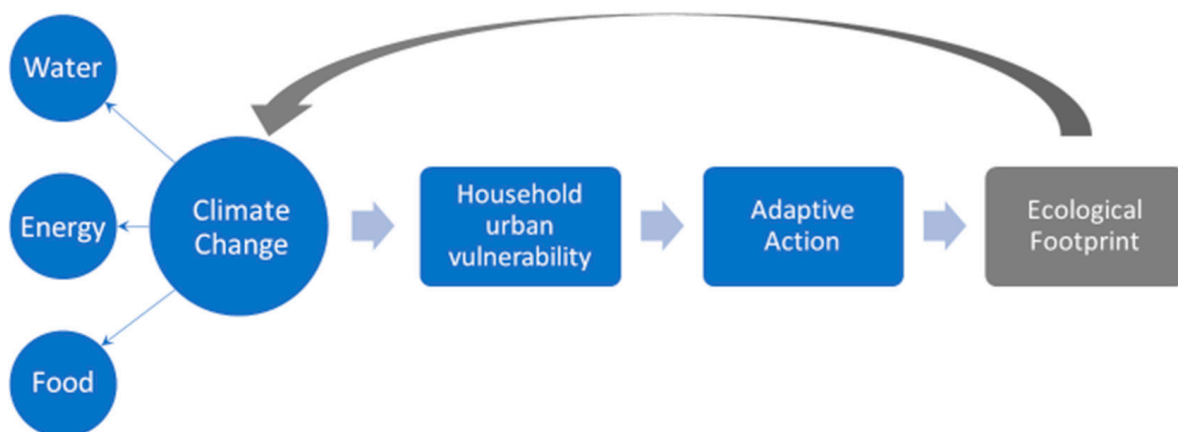 Water
Energy
Food
Climate
Change
Household
urban
vulnerability
Adaptive
Action
Ecological
Footprint